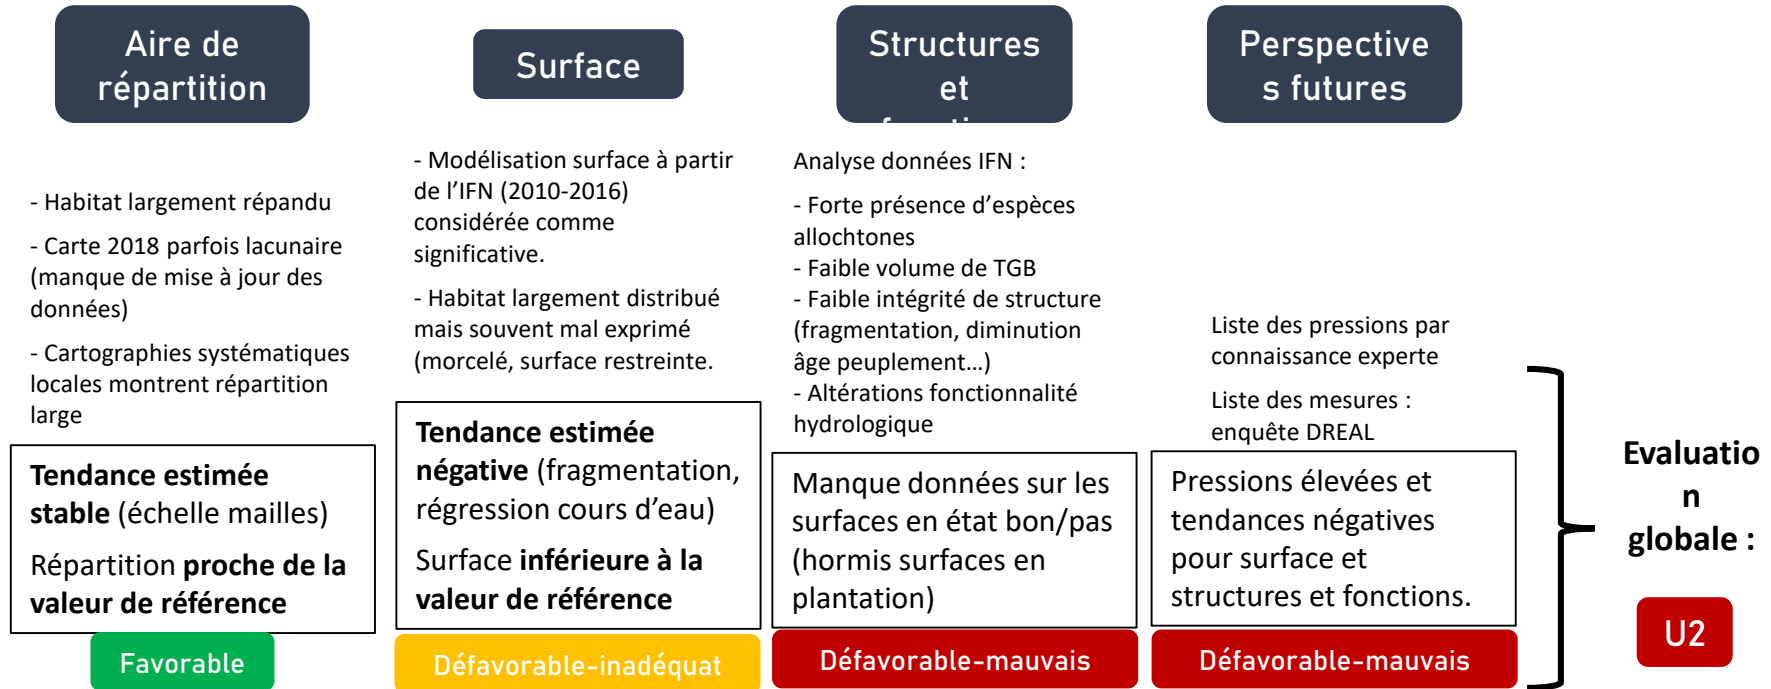 Aire de
répartition
- Habitat largement répandu
- Carte 2018 parfois lacunaire
(manque de mise à jour des
données)
- Cartographies systématiques
locales montrent répartition
large
Tendance estimée
stable (échelle mailles)
Répartition proche de la
valeur de référence
Favorable
Surface
- Modélisation surface à partir
de l’IFN (2010-2016)
considérée comme
significative.
- Habitat largement distribué
mais souvent mal exprimé
(morcelé, surface restreinte.
Tendance estimée
négative (fragmentation,
régression cours d’eau)
Surface inférieure à la
valeur de référence
Défavorable-inadéquat
Structures
et
Analyse données IFN :
- Forte présence d’espèces
allochtones
- Faible volume de TGB
- Faible intégrité de structure
(fragmentation, diminution
âge peuplement…)
- Altérations fonctionnalité
hydrologique
Manque données sur les
surfaces en état bon/pas
(hormis surfaces en
plantation)
Défavorable-mauvais
Perspective
s futures
Liste des pressions par
connaissance experte
Liste des mesures :
enquête DREAL
Pressions élevées et
tendances négatives
pour surface et
structures et fonctions.
Défavorable-mauvais
Evaluatio
n
globale :
U2